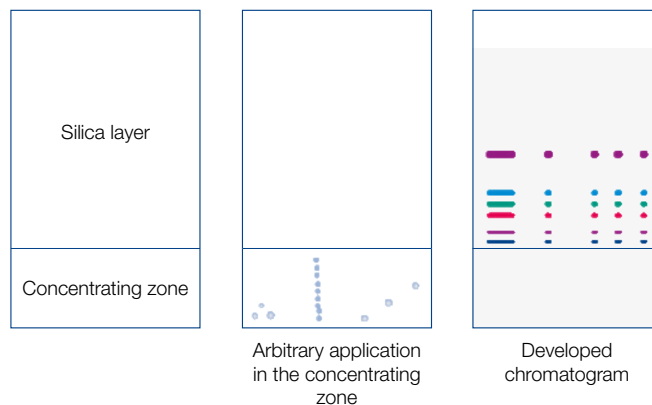 Silica layer
Concentrating zone
Arbitrary application
in the concentrating
zone
Developed
chromatogram